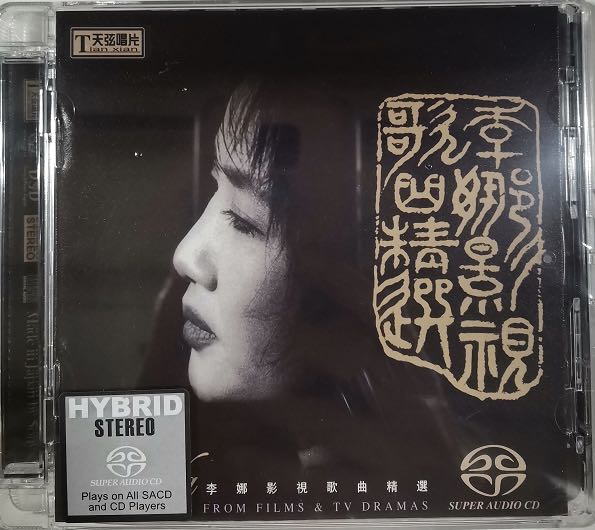 天弦唱片
Tian xian
李娜影視
歌曲精選
STEREO
HYBRID
STEREO
SUPER AUDIO CD
Plays on All SACD
and CD Players
李娜影視歌曲精選
FROM FILMS & TV DRAMAS
SUPER AUDIO CD